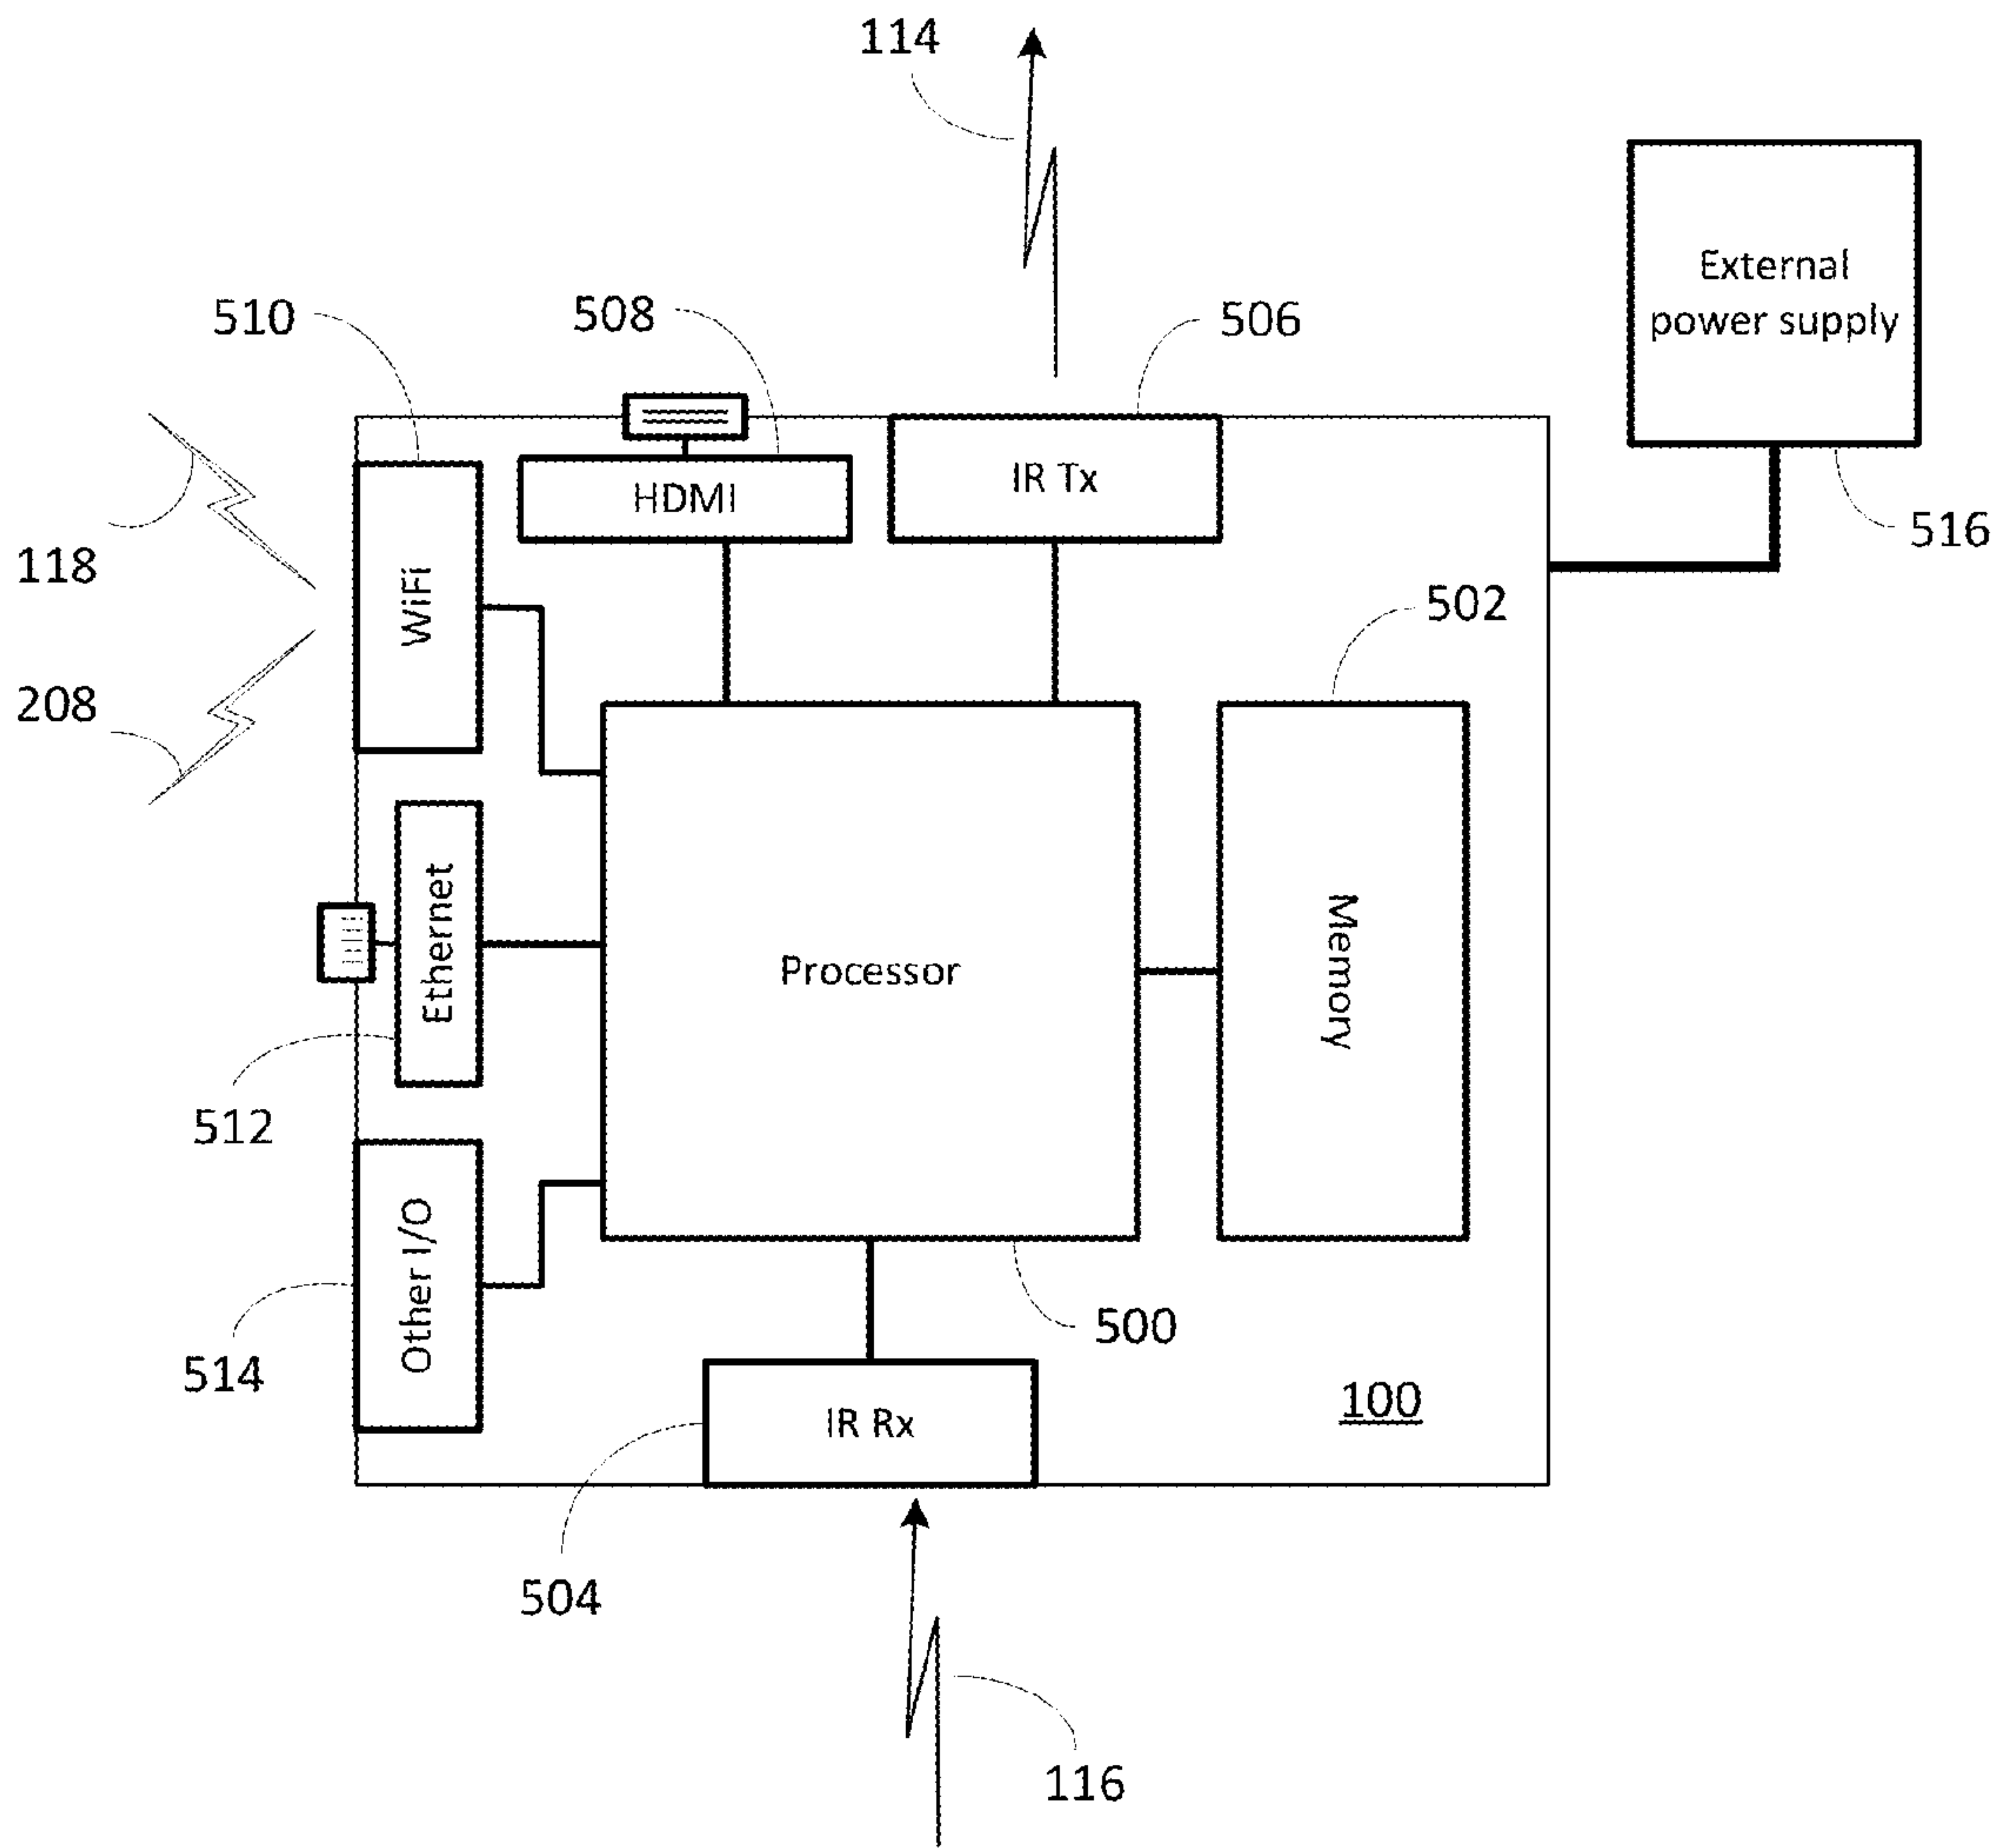 114
External
power supply
510
508
506
HDMI
IR Tx
516
118
WiFi
502
208
Ethernet
Processor
Memory
512
Other I/O
500
514
100
IR Rx
504
116